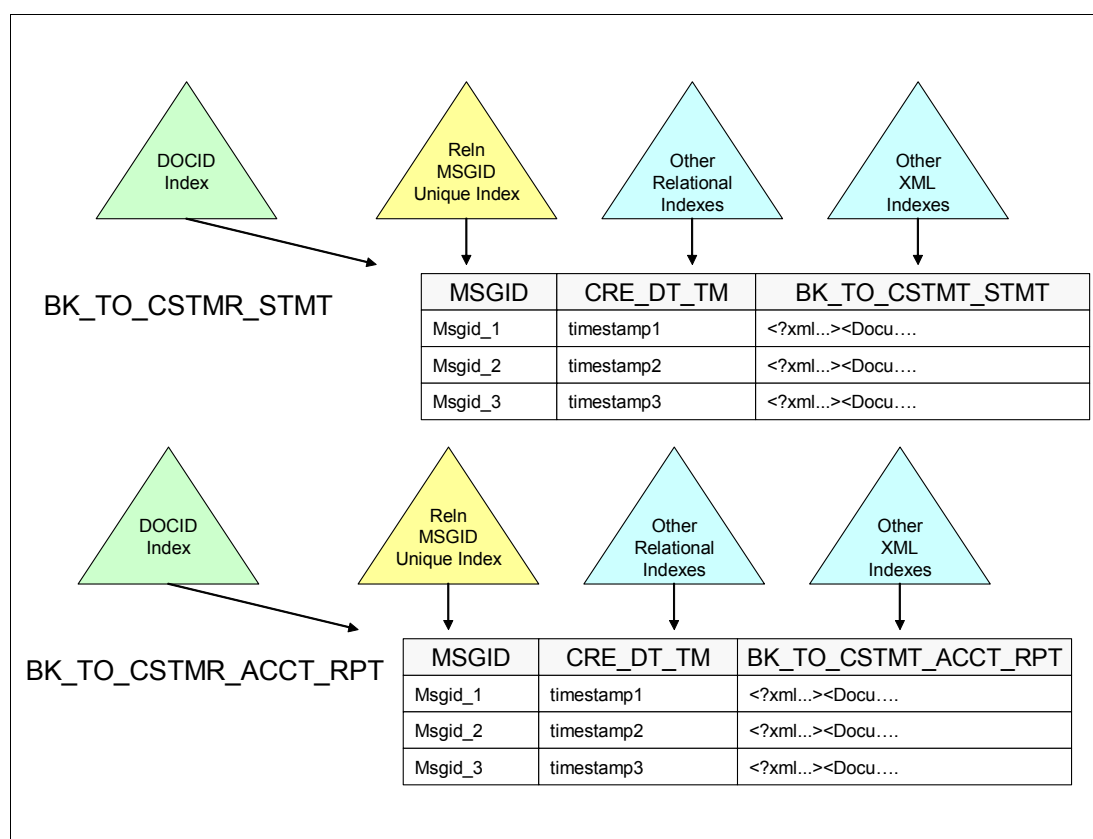 DOCID
Index
Reln
MSGID
Unique Index
Other
Relational
Indexes
Other
XML
Indexes
BK_TO_CSTMR_STMT
MSGID CRE_DT_TM BK_TO_CSTMT_STMT
Msgid_1 timestamp1 <?xml...><Docu….
Msgid_2 timestamp2 <?xml...><Docu….
Msgid_3 timestamp3 <?xml...><Docu….
DOCID
Index
Reln
MSGID
Unique Index
Other
Relational
Indexes
Other
XML
Indexes
BK_TO_CSTMR_ACCT_RPT
MSGID CRE_DT_TM BK_TO_CSTMT_ACCT_RPT
Msgid_1 timestamp1 <?xml...><Docu….
Msgid_2 timestamp2 <?xml...><Docu….
Msgid_3 timestamp3 <?xml...><Docu….